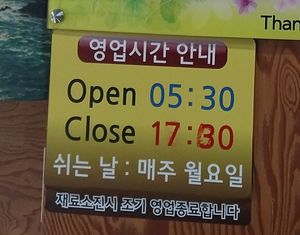 Than
영업시간 안내
Open 05:30
Close 17:30
쉬는 날 : 매주 월요일
재료소진시 조기 영업종료합니다